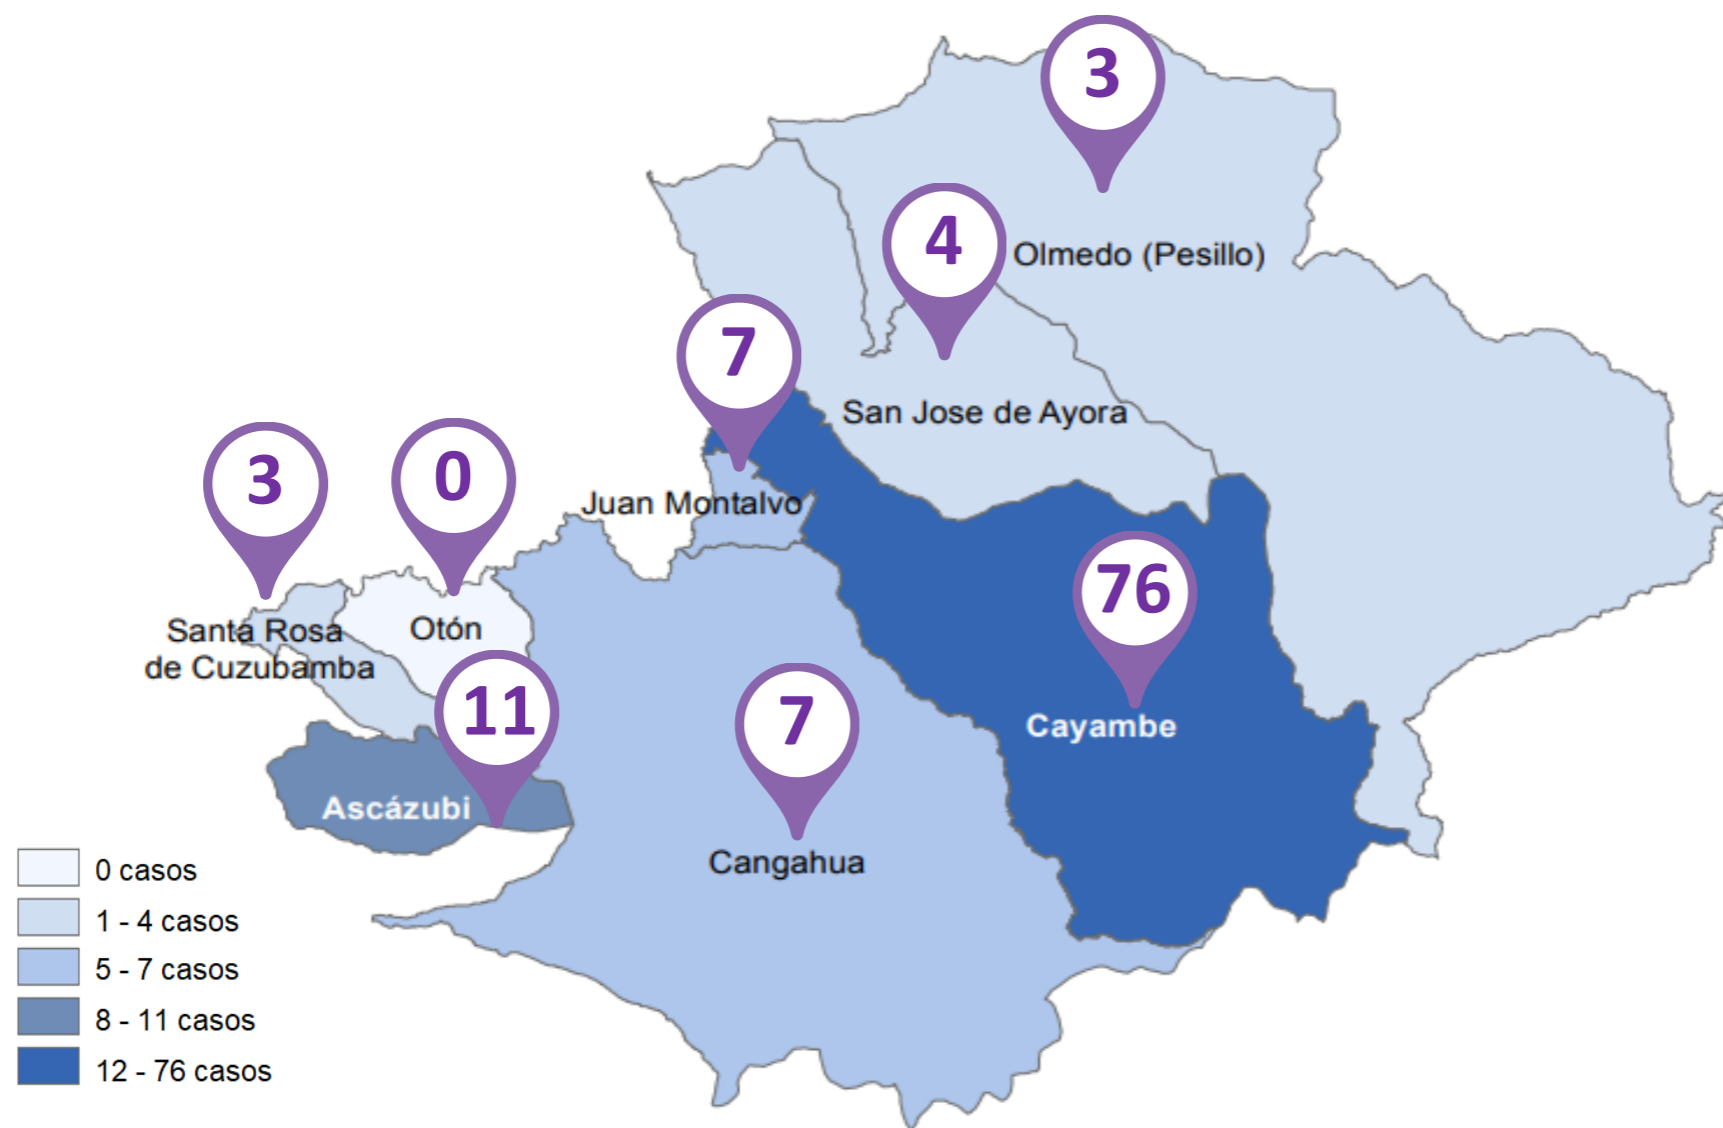 3
4
Olmedo (Pesillo)
7
San Jose de Ayora
3
0
Juan Montalvo
76
Santa Rosa
de Cuzubamba
Otón
11
7
Cayambe
Ascázubi
Cangahua
0 casos
1 - 4 casos
5 - 7 casos
8 - 11 casos
12 - 76 casos